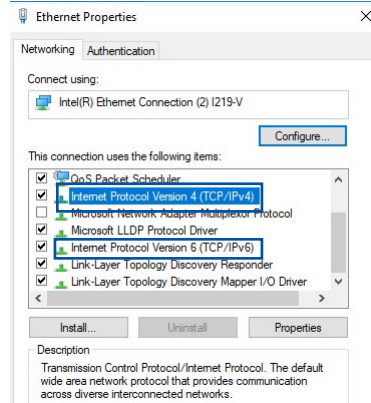 Ethernet Properties
Networking Authentication
Connect using:
Intel(R) Ethernet Connection (2) I219-V
Configure...
This connection uses the following items:
QoS Packet Scheduler
Internet Protocol Version 4 (TCP/IPv4)
Microsoft Network Adapter Multiplexor Protocol
Microsoft LLDP Protocol Driver
Internet Protocol Version 6 (TCP/IPv6)
Link-Layer Topology Discovery Responder
Link-Layer Topology Discovery Mapper I/O Driver
Install... Uninstall Properties
Description
Transmission Control Protocol/Internet Protocol. The default
wide area network protocol that provides communication
across diverse interconnected networks.